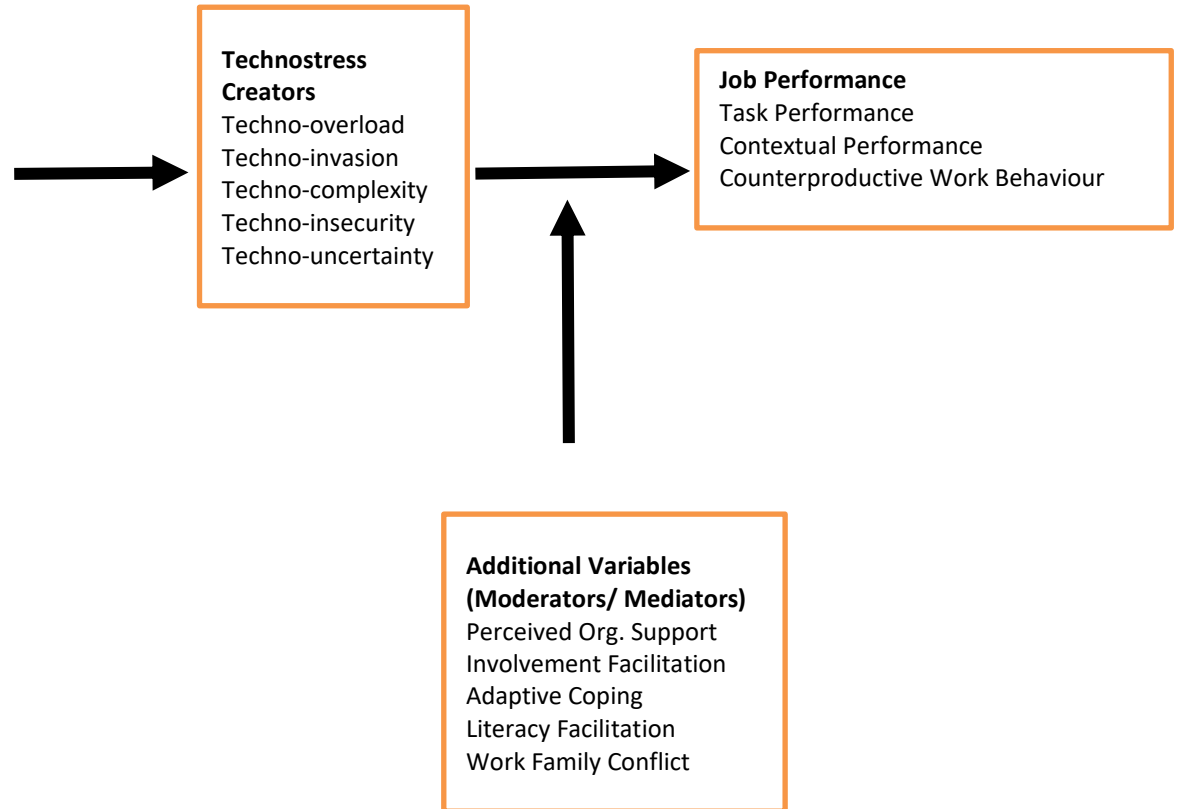 Technostress
Creators
Techno-overload
Techno-invasion
Techno-complexity
Techno-insecurity
Techno-uncertainty
Job Performance
Task Performance
Contextual Performance
Counterproductive Work Behaviour
Additional Variables
(Moderators/ Mediators)
Perceived Org. Support
Involvement Facilitation
Adaptive Coping
Literacy Facilitation
Work Family Conflict